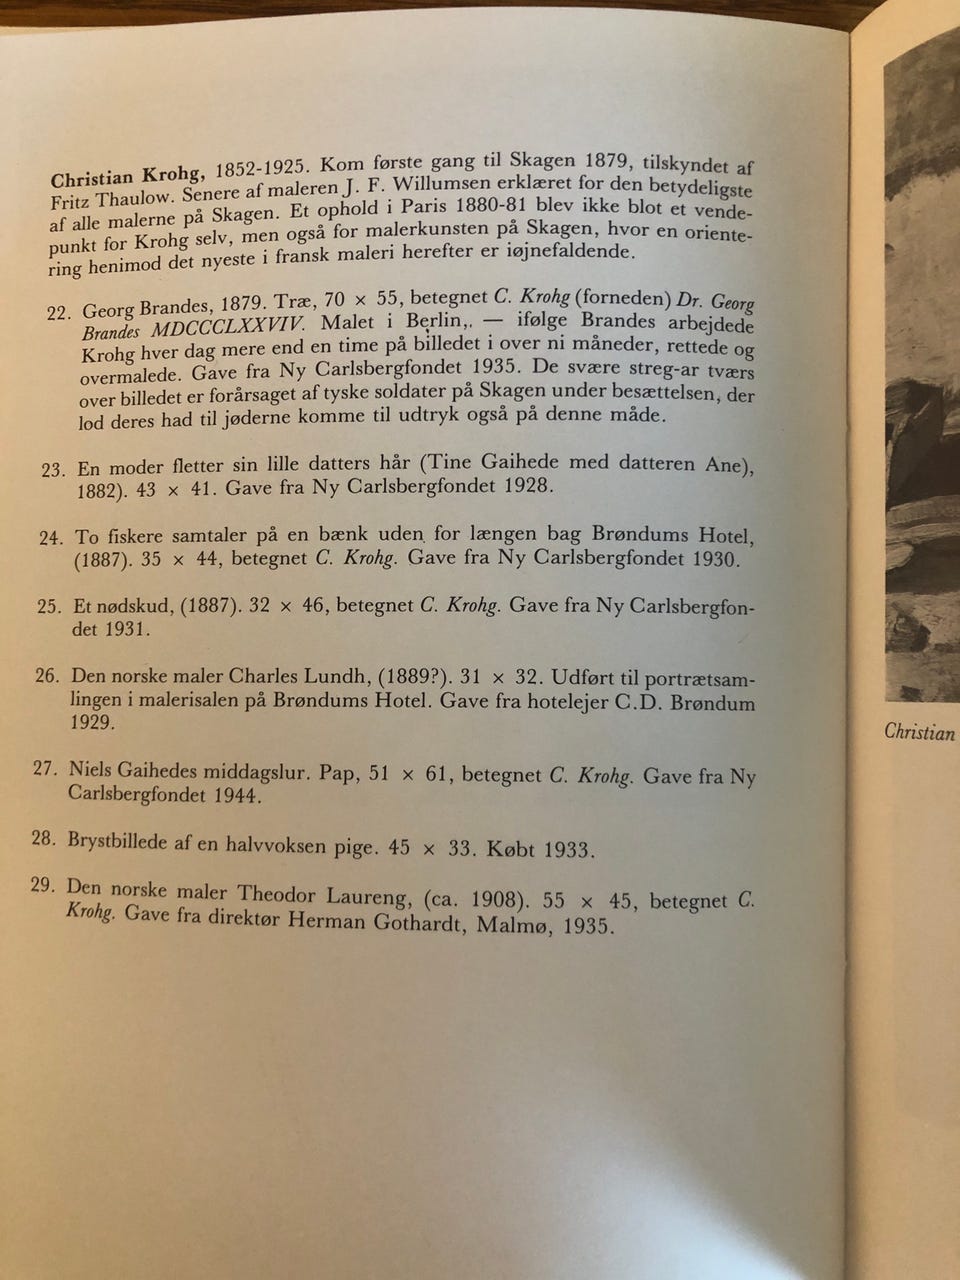 Christian Krohg, 1852-1925. Kom første gang til Skagen 1879, tilskyndet af
Fritz Thaulow. Senere af maleren J. F. Willumsen erklæret for den betydeligste
af alle malerne på Skagen. Et ophold i Paris 1880-81 blev ikke blot et vende-
punkt for Krohg selv, men også for malerkunsten på Skagen, hvor en oriente-
ring henimod det nyeste i fransk maleri herefter er iøjnefaldende.
22. Georg Brandes, 1879. Træ, 70 × 55, betegnet C. Krohg (forneden) Dr. Georg
Brandes MDCCCLXXVIV. Malet i Berlin,. — ifølge Brandes arbejdede
Krohg hver dag mere end en time på billedet i over ni måneder, rettede og
overmalede. Gave fra Ny Carlsbergfondet 1935. De svære streg-ar tværs
over billedet er forårsaget af tyske soldater på Skagen under besættelsen, der
lod deres had til jøderne komme til udtryk også på denne måde.
23. En moder fletter sin lille datters hår (Tine Gaihede med datteren Ane),
1882). 43 × 41. Gave fra Ny Carlsbergfondet 1928.
24. To fiskere samtaler på en bænk uden for længen bag Brøndums Hotel,
(1887). 35 × 44, betegnet C. Krohg. Gave fra Ny Carlsbergfondet 1930.
25. Et nødskud, (1887). 32 × 46, betegnet C. Krohg. Gave fra Ny Carlsbergfon-
det 1931.
26. Den norske maler Charles Lundh, (1889?). 31 × 32. Udført til portrætsam-
lingen i malerisalen på Brøndums Hotel. Gave fra hotelejer C.D. Brøndum
1929.
27. Niels Gaihedes middagslur. Pap, 51 × 61, betegnet C. Krohg. Gave fra Ny
Carlsbergfondet 1944.
28. Brystbillede af en halvvoksen pige. 45 × 33. Købt 1933.
29. Den norske maler Theodor Laureng, (ca. 1908). 55 × 45, betegnet C.
Krohg. Gave fra direktør Herman Gothardt, Malmø, 1935.
Christian